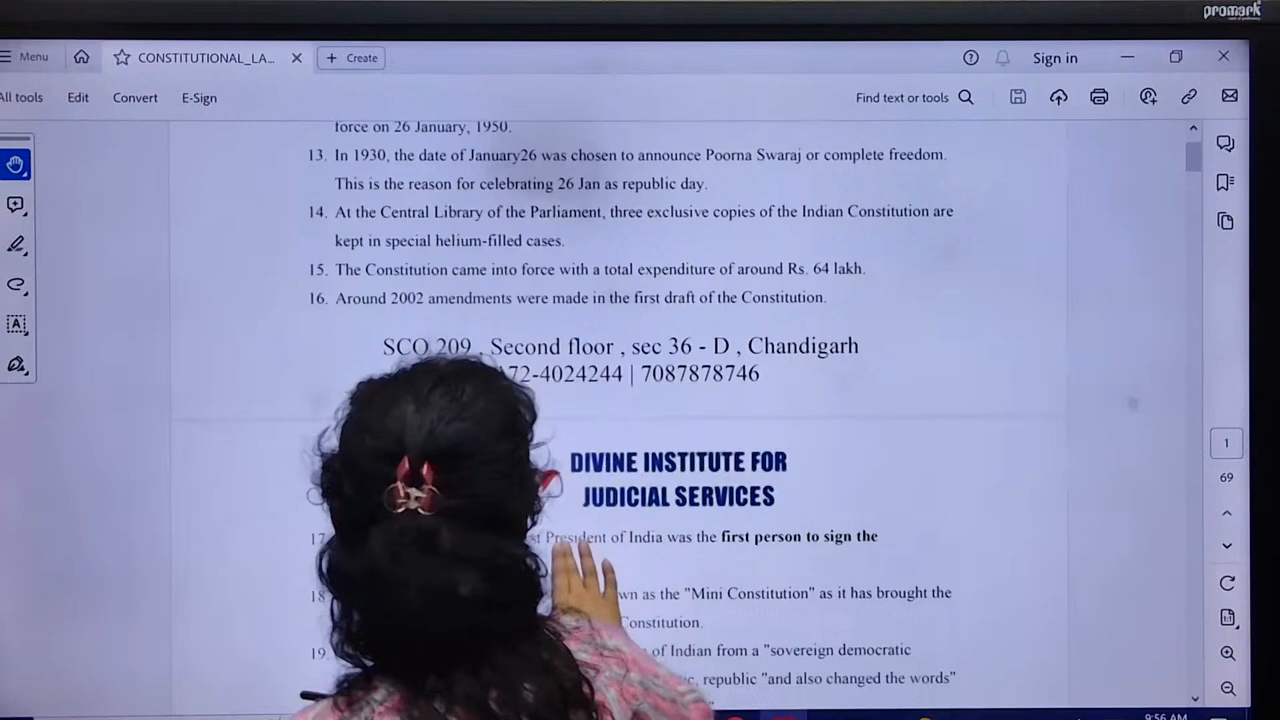 promark
Menu
CONSTITUTIONAL_LA...
Create
Sign in
All tools
Edit
Convert
E-Sign
Find text or tools
force on 26 January, 1950.
13. In 1930, the date of January26 was chosen to announce Poorna Swaraj or complete freedom.
This is the reason for celebrating 26 Jan as republic day.
14. At the Central Library of the Parliament, three exclusive copies of the Indian Constitution are
kept in special helium-filled cases.
15. The Constitution came into force with a total expenditure of around Rs. 64 lakh.
16. Around 2002 amendments were made in the first draft of the Constitution.
SCO 209 , Second floor , sec 36 - D , Chandigarh
72-4024244 | 7087878746
1
69
DIVINE INSTITUTE FOR
JUDICIAL SERVICES
17 President of India was the first person to sign the
18 as the "Mini Constitution" as it has brought the
Constitution.
19. of Indian from a "sovereign democratic
republic "and also changed the words"
9:56 AM